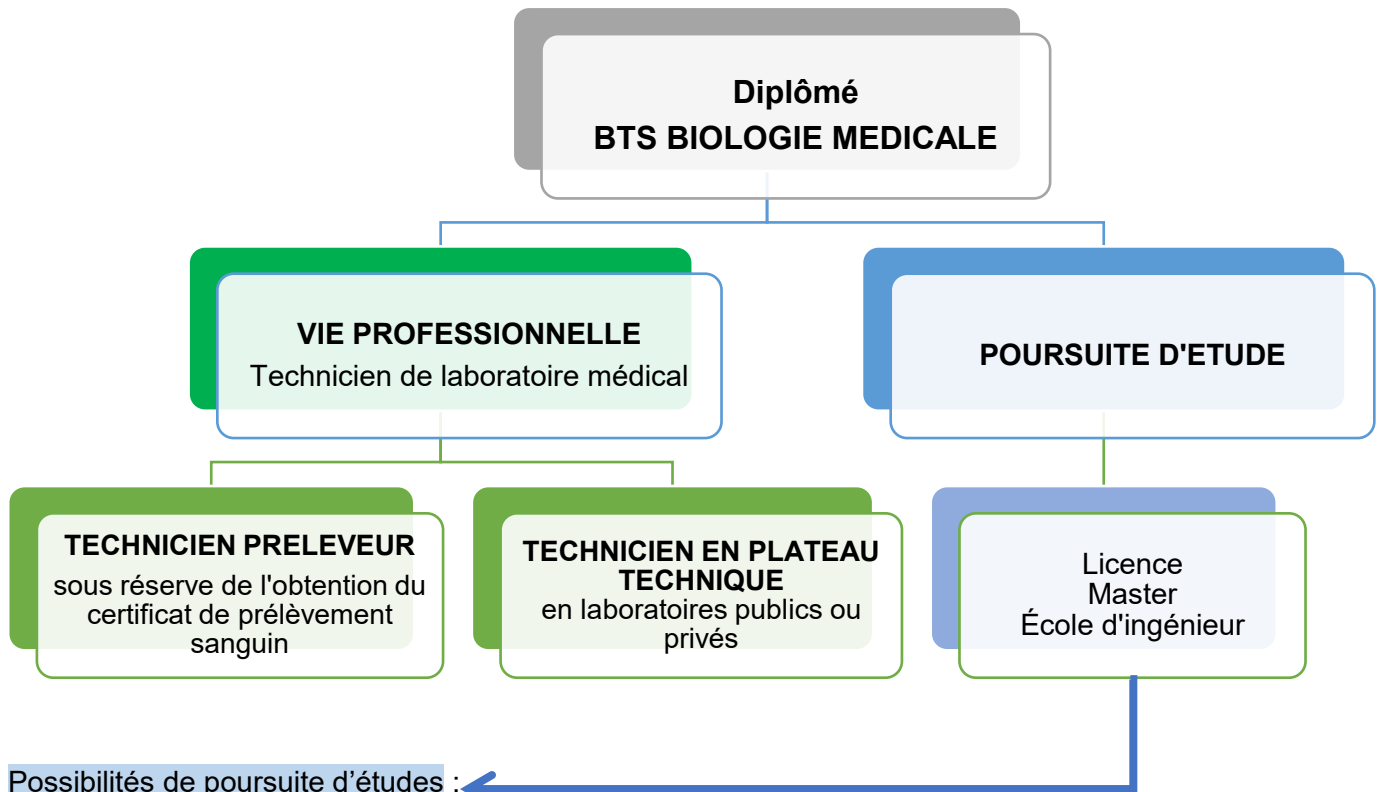 Diplômé
BTS BIOLOGIE MEDICALE
VIE PROFESSIONNELLE
Technicien de laboratoire médical
POURSUITE D'ETUDE
TECHNICIEN PRELEVEUR
sous réserve de l'obtention du
certificat de prélèvement
sanguin
TECHNICIEN EN PLATEAU
TECHNIQUE
en laboratoires publics ou
privés
Licence
Master
École d'ingénieur
Possibilités de poursuite d’études :